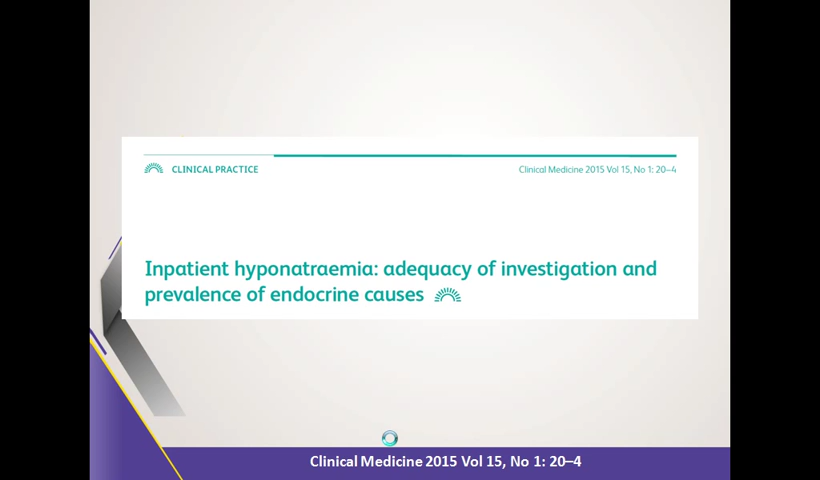 CLINICAL PRACTICE
Clinical Medicine 2015 Vol 15, No 1: 20–4
Inpatient hyponatraemia: adequacy of investigation and
prevalence of endocrine causes
Clinical Medicine 2015 Vol 15, No 1: 20–4